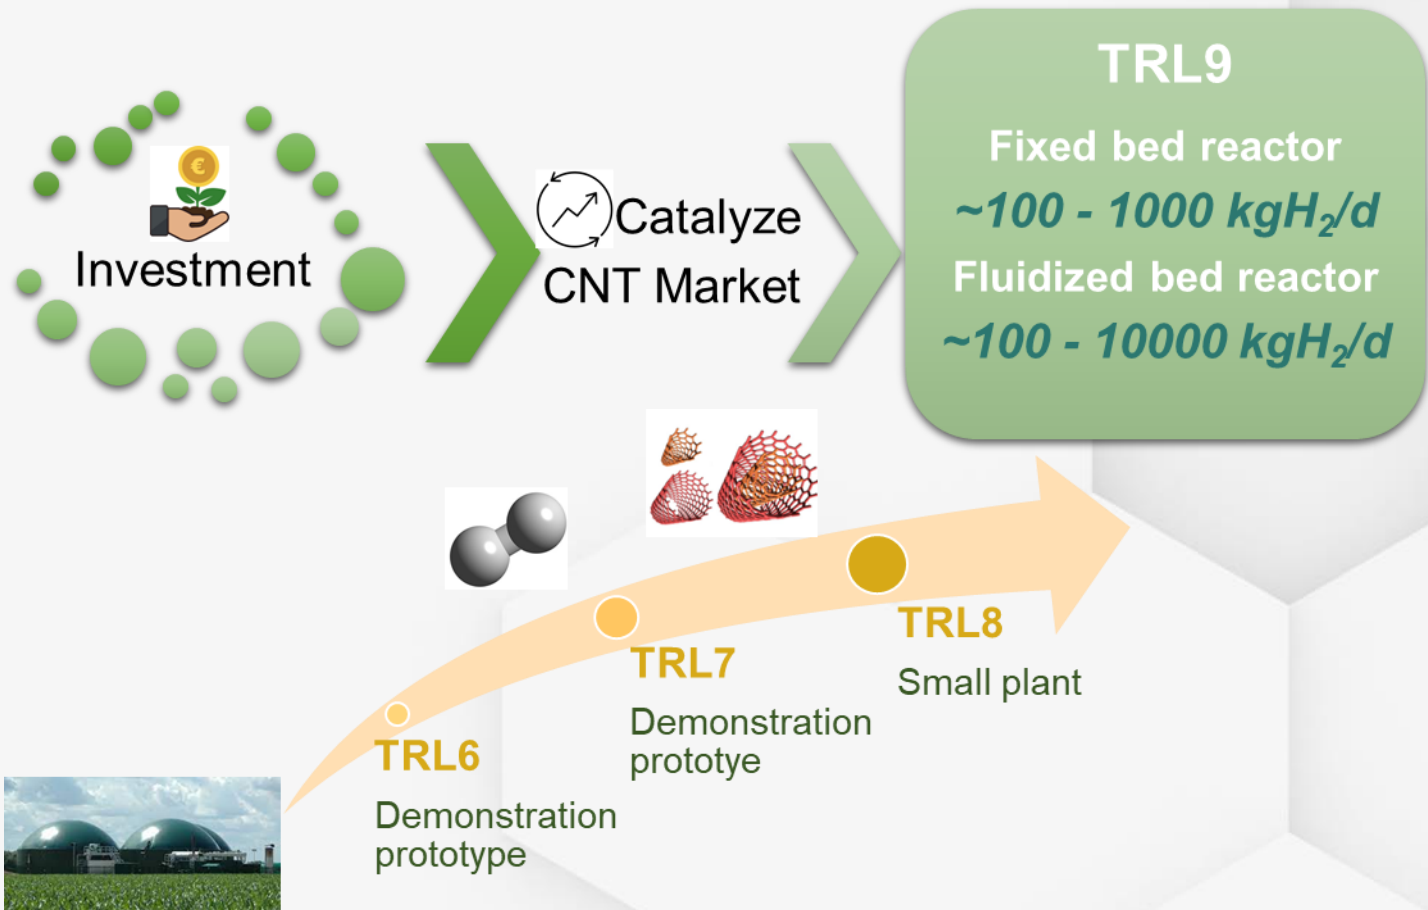 Investment
Catalyze
CNT Market
TRL9
Fixed bed reactor
~100 - 1000 kgH₂/d
Fluidized bed reactor
~100 - 10000 kgH₂/d
TRL6
Demonstration
prototype
TRL7
Demonstration
prototye
TRL8
Small plant
€